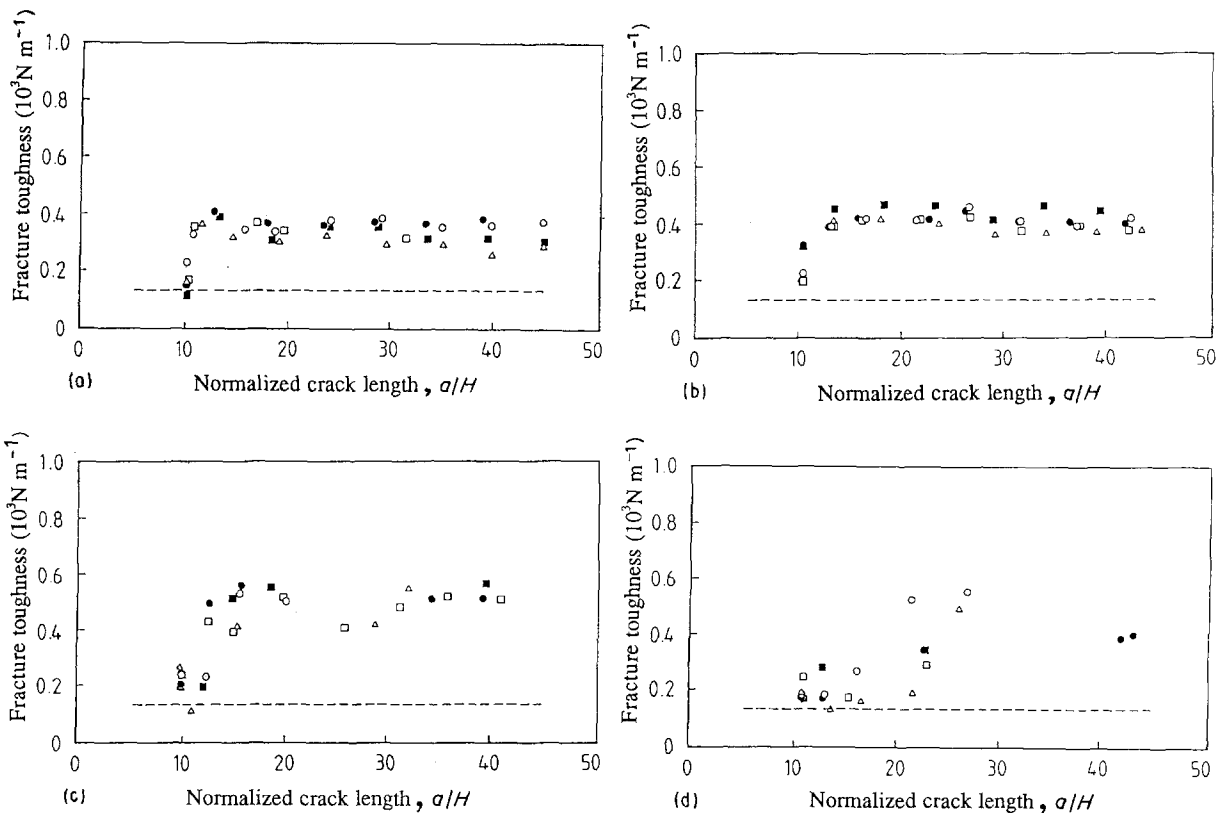 Fracture toughness (10³N m⁻¹)
1.0
0.8
0.6
0.4
0.2
0
0 10 20 30 40 50
(a) Normalized crack length , a/H
Fracture toughness (10³N m⁻¹)
1.0
0.8
0.6
0.4
0.2
0
0 10 20 30 40 50
(b) Normalized crack length , a/H
Fracture toughness (10³N m⁻¹)
1.0
0.8
0.6
0.4
0.2
0
0 10 20 30 40 50
(c) Normalized crack length , a/H
Fracture toughness (10³N m⁻¹)
1.0
0.8
0.6
0.4
0.2
0
0 10 20 30 40 50
(d) Normalized crack length , a/H